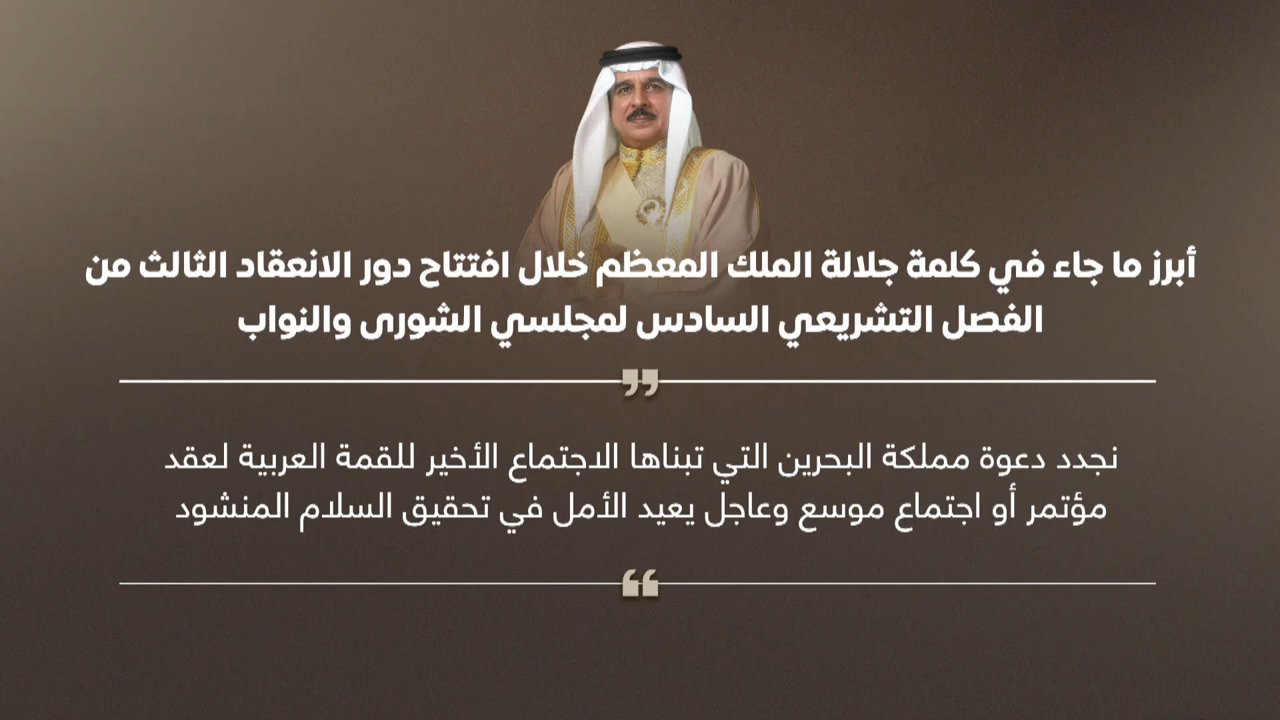 أبرز ما جاء في كلمة جلالة الملك المعظم خلال افتتاح دور الانعقاد الثالث من
الفصل التشريعي السادس لمجلسي الشورى والنواب
نجدد دعوة مملكة البحرين التي تبناها الاجتماع الأخير للقمة العربية لعقد
مؤتمر أو اجتماع موسع وعاجل يعيد الأمل في تحقيق السلام المنشود